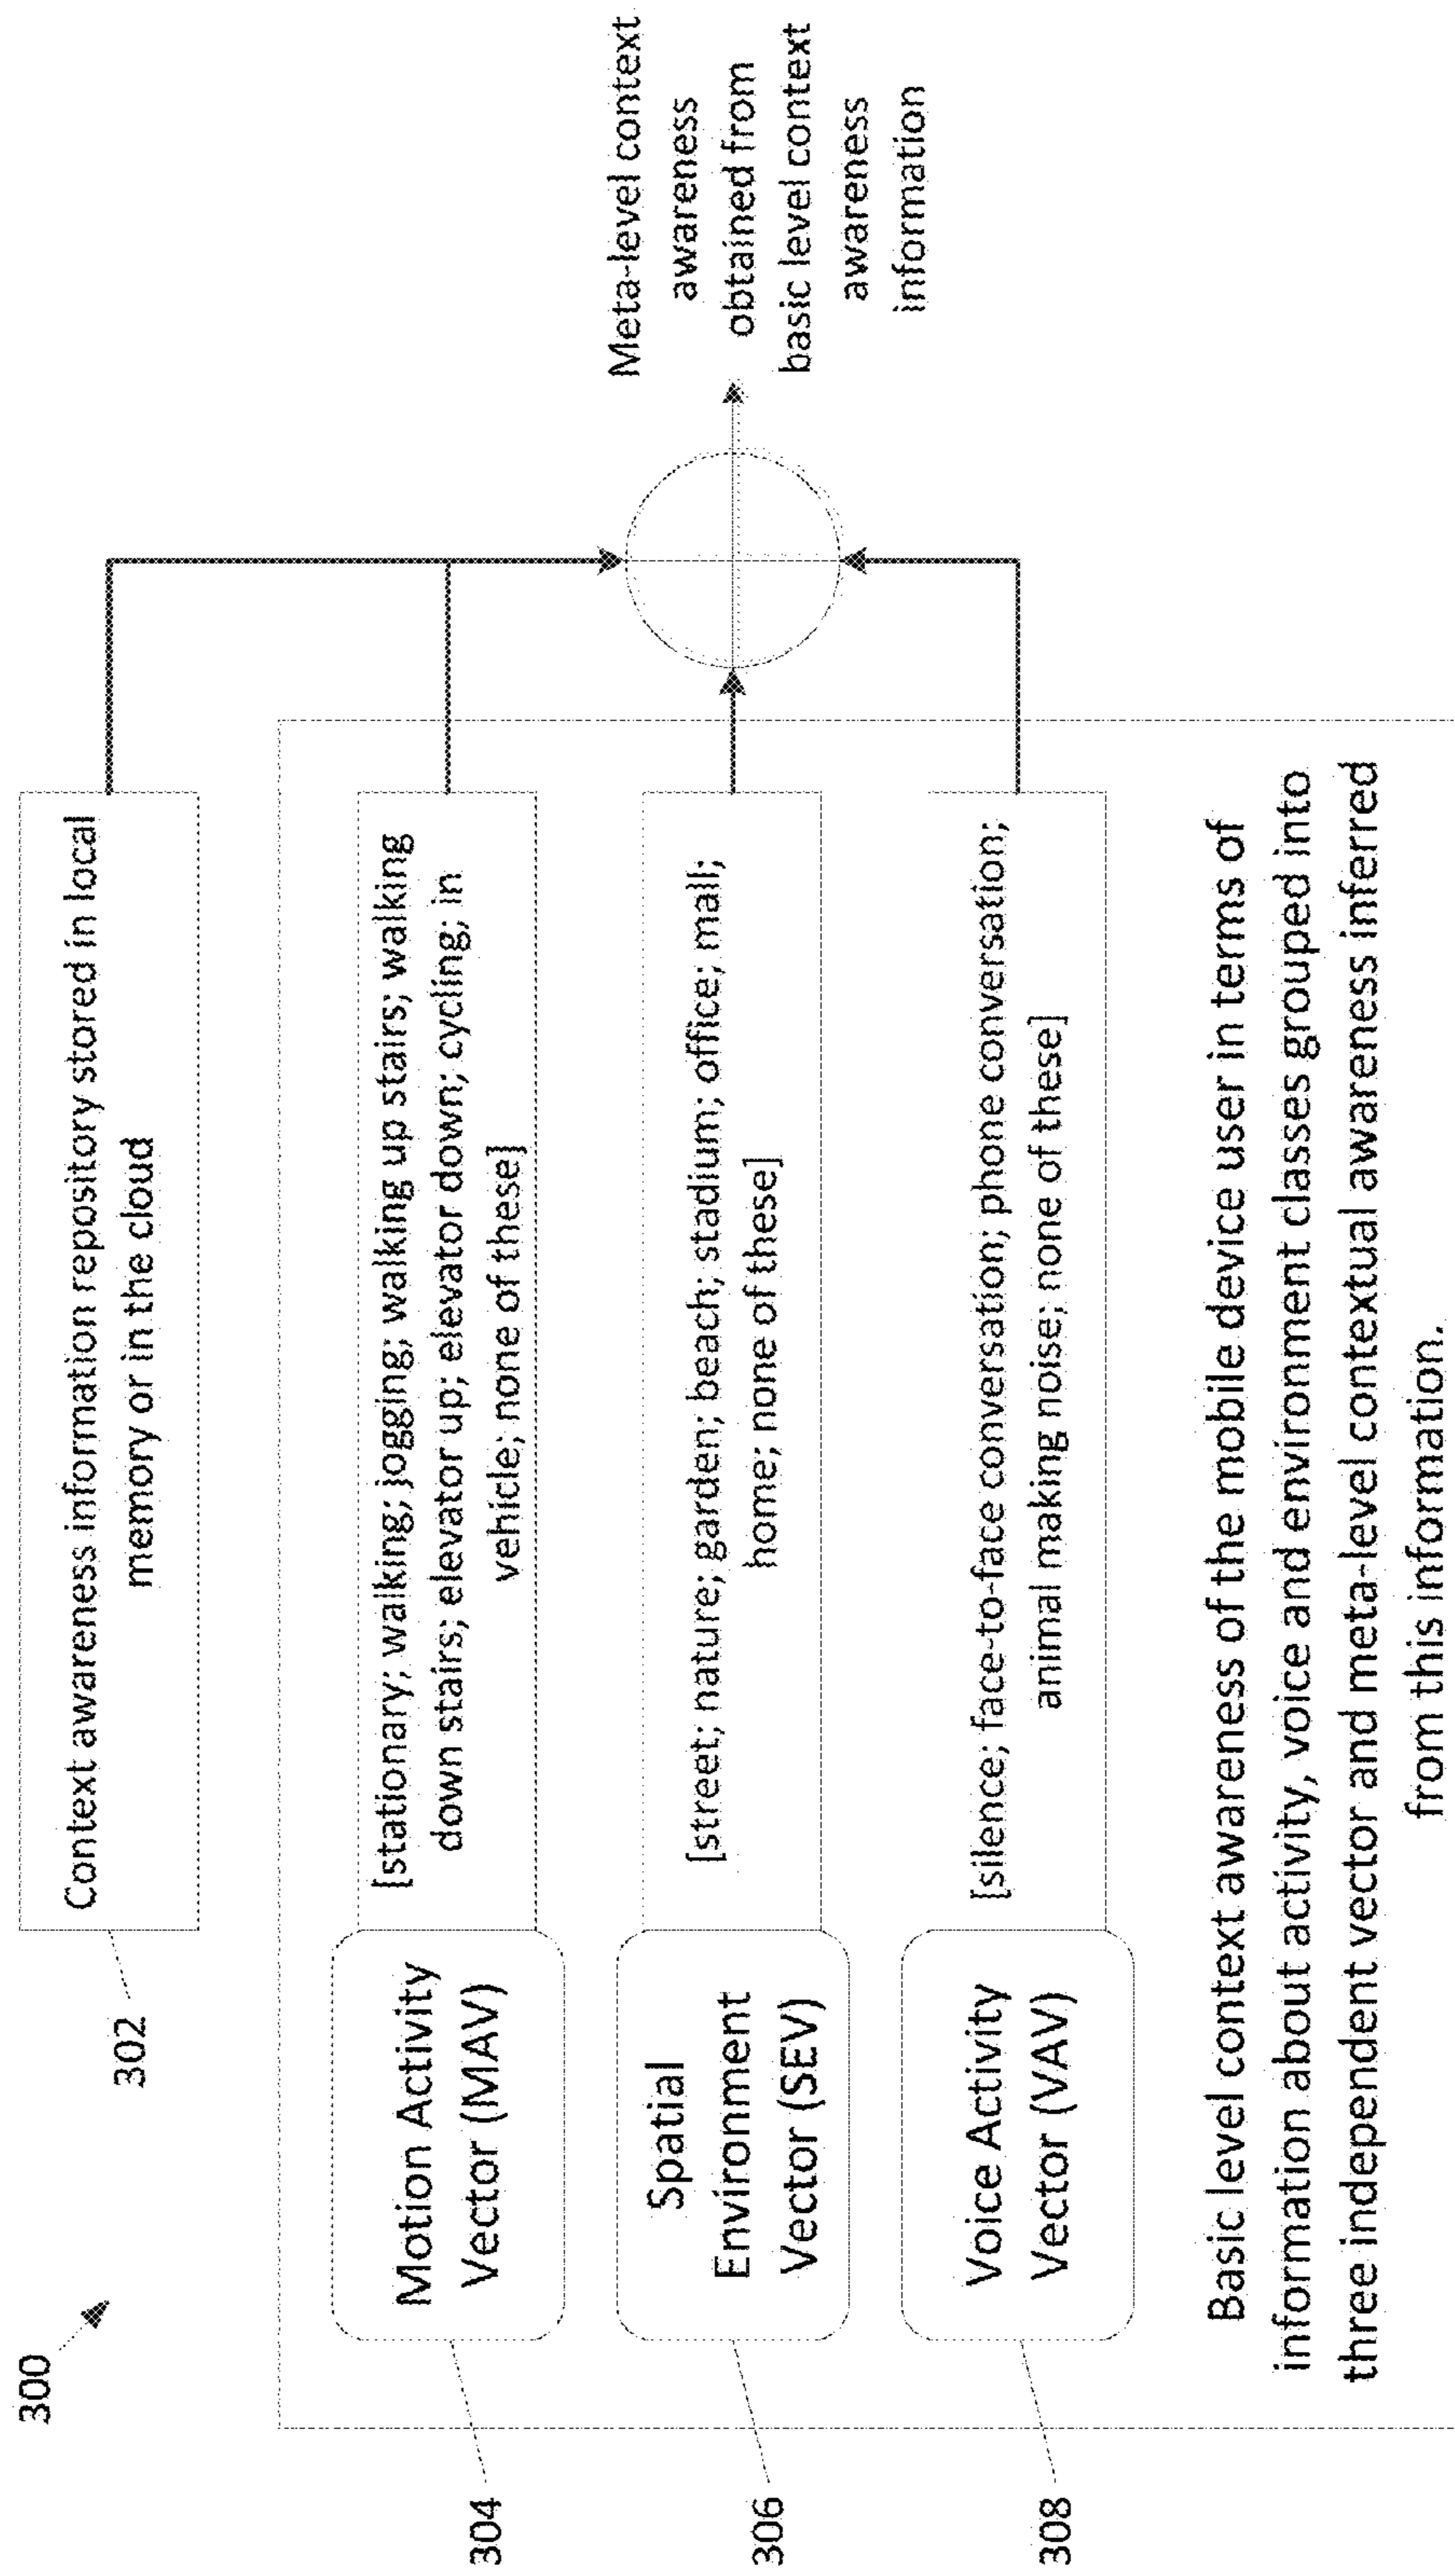 300
302
Context awareness information repository stored in local
memory or in the cloud
304
Motion Activity
Vector (MAV)
[stationary; walking; jogging; walking up stairs; walking
down stairs; elevator up; elevator down; cycling; in
vehicle; none of these]
306
Spatial
Environment
Vector (SEV)
[street; nature; garden; beach; stadium; office; mall;
home; none of these]
308
Voice Activity
Vector (VAV)
[silence; face-to-face conversation; phone conversation;
animal making noise; none of these]
Meta-level context
awareness
obtained from
basic level context
awareness
information
Basic level context awareness of the mobile device user in terms of
information about activity, voice and environment classes grouped into
three independent vector and meta-level contextual awareness inferred
from this information.